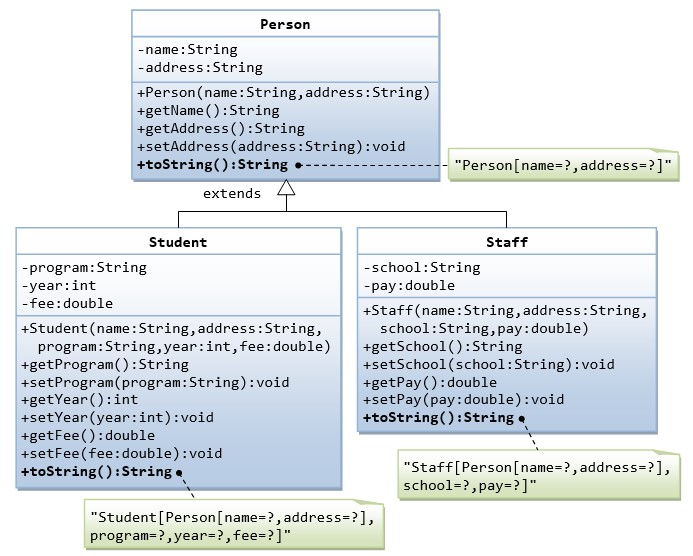 Person
-name:String
-address:String
+Person(name:String,address:String)
+getName():String
+getAddress():String
+setAddress(address:String):void
+toString():String
"Person[name=?,address=?]"
extends
Student
-program:String
-year:int
-fee:double
+Student(name:String,address:String,
program:String,year:int,fee:double)
+getProgram():String
+setProgram(program:String):void
+getYear():int
+setYear(year:int):void
+getFee():double
+setFee(fee:double):void
+toString():String
"Student[Person[name=?,address=?],
program=?,year=?,fee=?]"
Staff
-school:String
-pay:double
+Staff(name:String,address:String,
school:String,pay:double)
+getSchool():String
+setSchool(school:String):void
+getPay():double
+setPay(pay:double):void
+toString():String
"Staff[Person[name=?,address=?],
school=?,pay=?]"